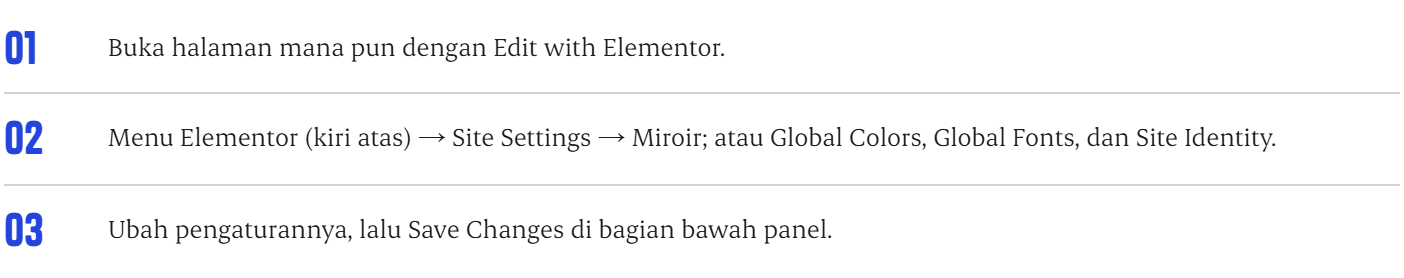 01 Buka halaman mana pun dengan Edit with Elementor.
02 Menu Elementor (kiri atas) → Site Settings → Miroir; atau Global Colors, Global Fonts, dan Site Identity.
03 Ubah pengaturannya, lalu Save Changes di bagian bawah panel.